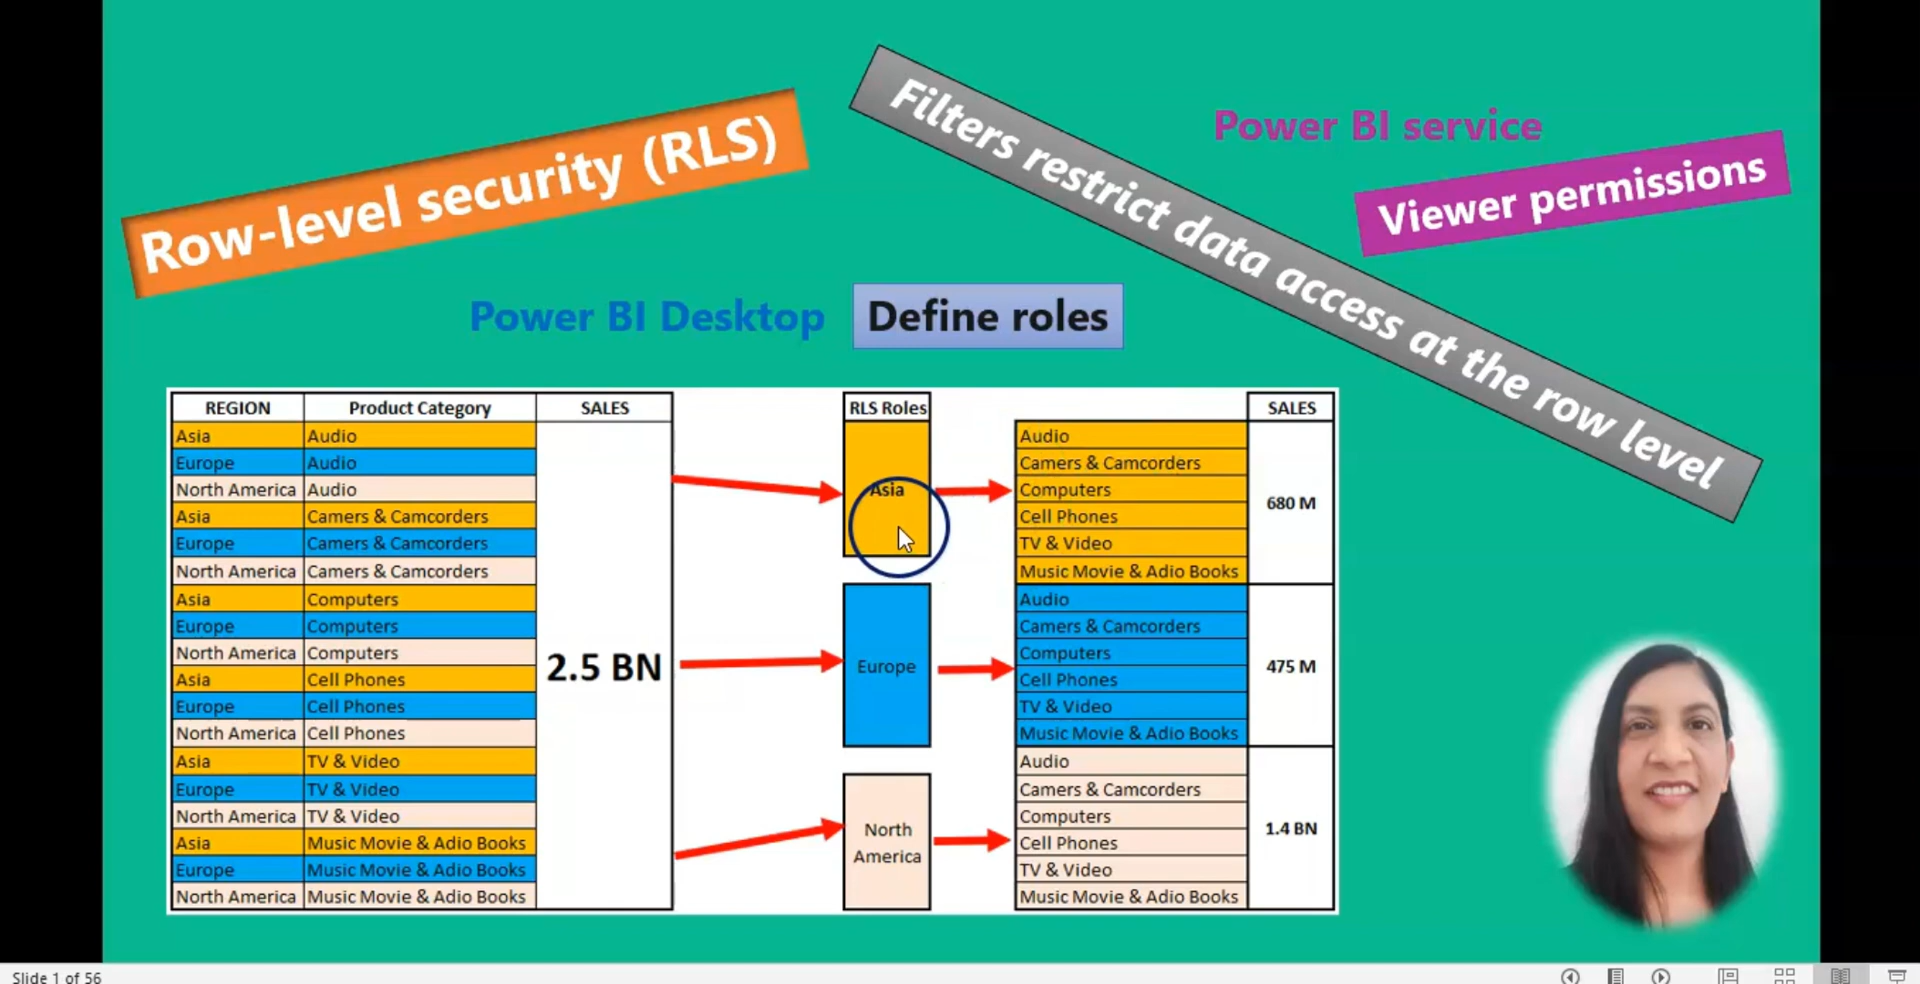 Row-level security (RLS)
Filters restrict data access at the row level
Power BI service
Viewer permissions
Power BI Desktop
Define roles
REGION Product Category SALES
Asia Audio
Europe Audio
North America Audio
Asia Camers & Camcorders
Europe Camers & Camcorders
North America Camers & Camcorders
Asia Computers
Europe Computers
North America Computers
Asia Cell Phones
Europe Cell Phones
North America Cell Phones
Asia TV & Video
Europe TV & Video
North America TV & Video
Asia Music Movie & Adio Books
Europe Music Movie & Adio Books
North America Music Movie & Adio Books
2.5 BN
RLS Roles
Asia
Europe
North
America
SALES
Audio
Camers & Camcorders
Computers
Cell Phones
TV & Video
Music Movie & Adio Books
680 M
Audio
Camers & Camcorders
Computers
Cell Phones
TV & Video
Music Movie & Adio Books
475 M
Audio
Camers & Camcorders
Computers
Cell Phones
TV & Video
Music Movie & Adio Books
1.4 BN
Slide 1 of 56